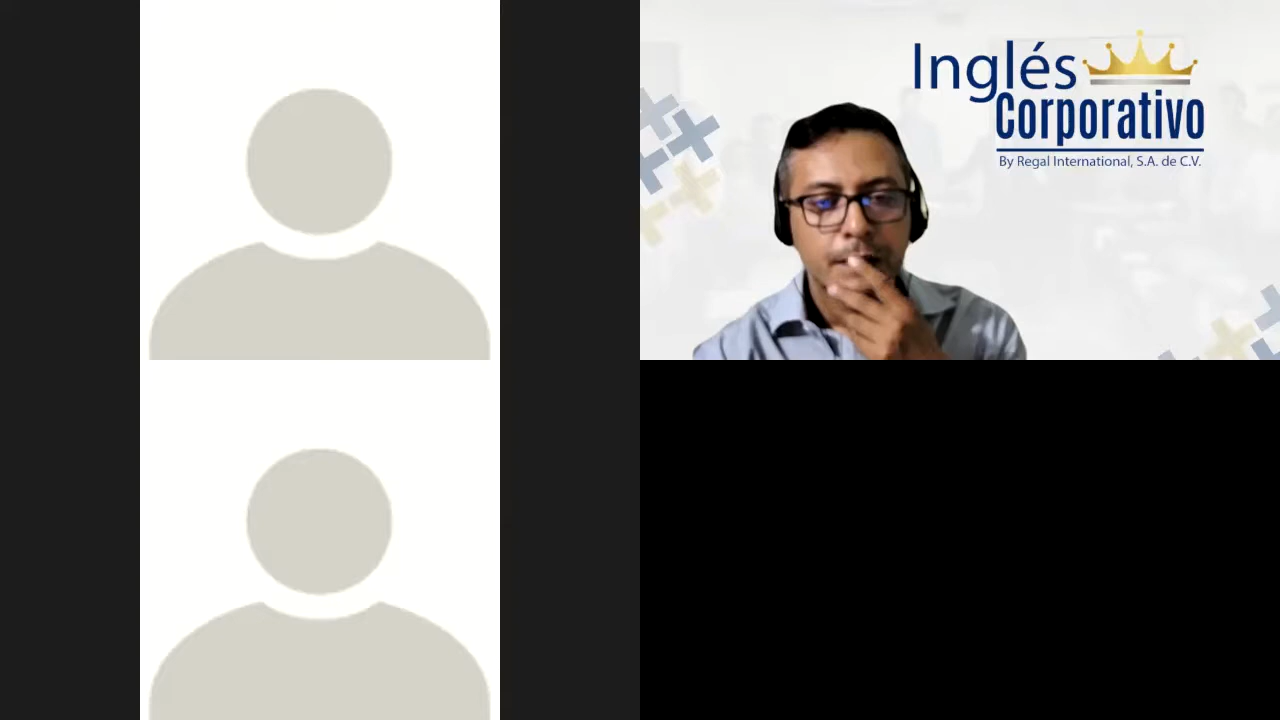 Inglés
Corporativo
By Regal International, S.A. de C.V.